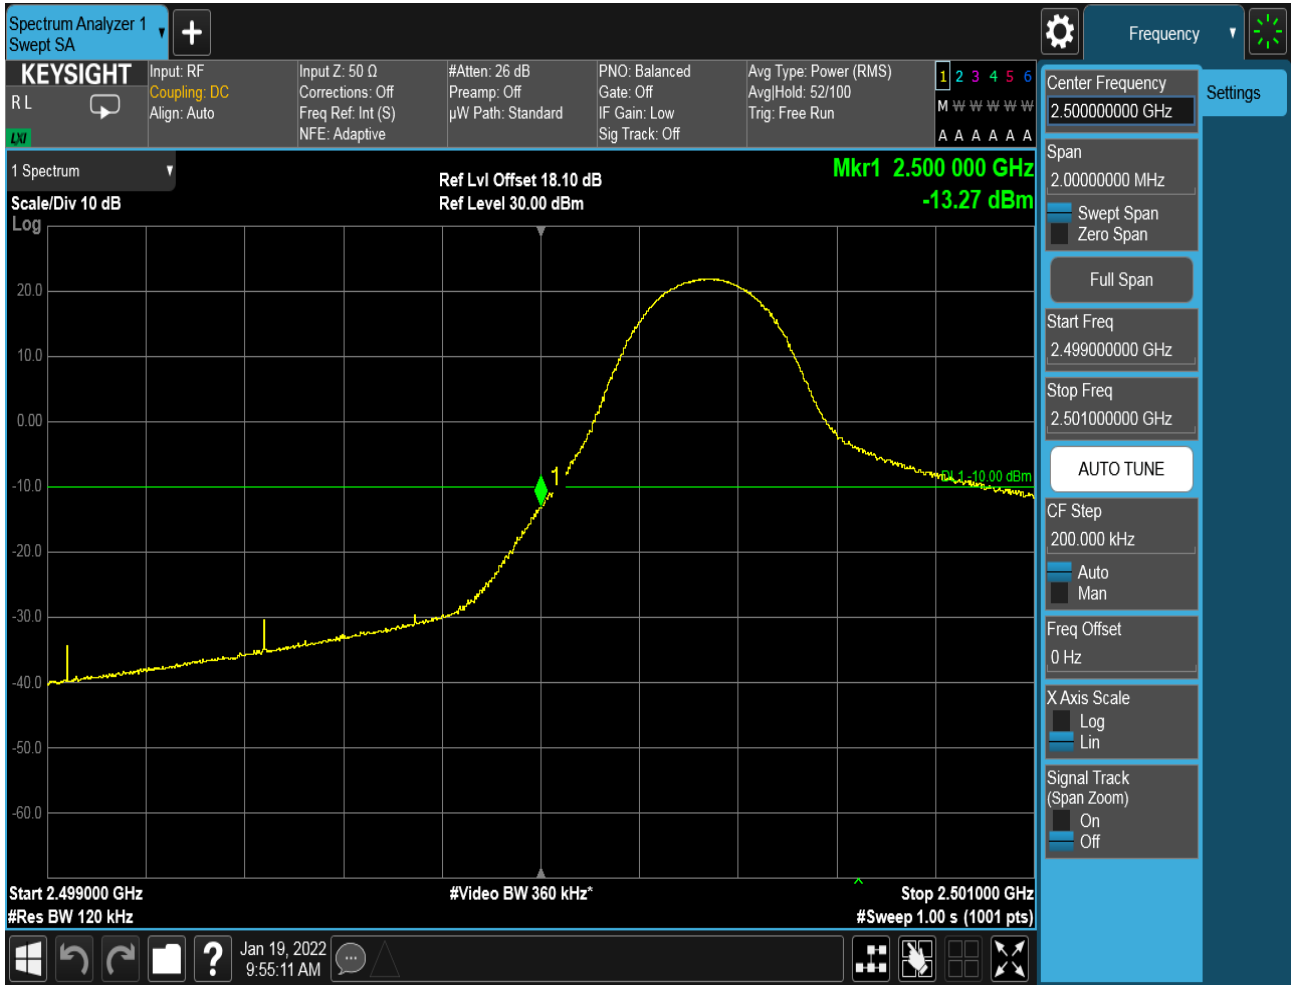 Spectrum Analyzer 1
Swept SA
Frequency
KEYSIGHT
R L
LXI
Input: RF
Coupling: DC
Align: Auto
Input Z: 50 Ω
Corrections: Off
Freq Ref: Int (S)
NFE: Adaptive
#Atten: 26 dB
Preamp: Off
µW Path: Standard
PNO: Balanced
Gate: Off
IF Gain: Low
Sig Track: Off
Avg Type: Power (RMS)
Avg|Hold: 52/100
Trig: Free Run
1 2 3 4 5 6
M W W W W W
A A A A A A
1 Spectrum
Scale/Div 10 dB
Log
Ref Lvl Offset 18.10 dB
Ref Level 30.00 dBm
Mkr1 2.500 000 GHz
-13.27 dBm
20.0
10.0
0.00
-10.0
-20.0
-30.0
-40.0
-50.0
-60.0
1
DL1 -10.00 dBm
Start 2.499000 GHz
#Res BW 120 kHz
#Video BW 360 kHz*
Stop 2.501000 GHz
#Sweep 1.00 s (1001 pts)
Jan 19, 2022
9:55:11 AM
Center Frequency
2.500000000 GHz
Settings
Span
2.00000000 MHz
Swept Span
Zero Span
Full Span
Start Freq
2.499000000 GHz
Stop Freq
2.501000000 GHz
AUTO TUNE
CF Step
200.000 kHz
Auto
Man
Freq Offset
0 Hz
X Axis Scale
Log
Lin
Signal Track
(Span Zoom)
On
Off